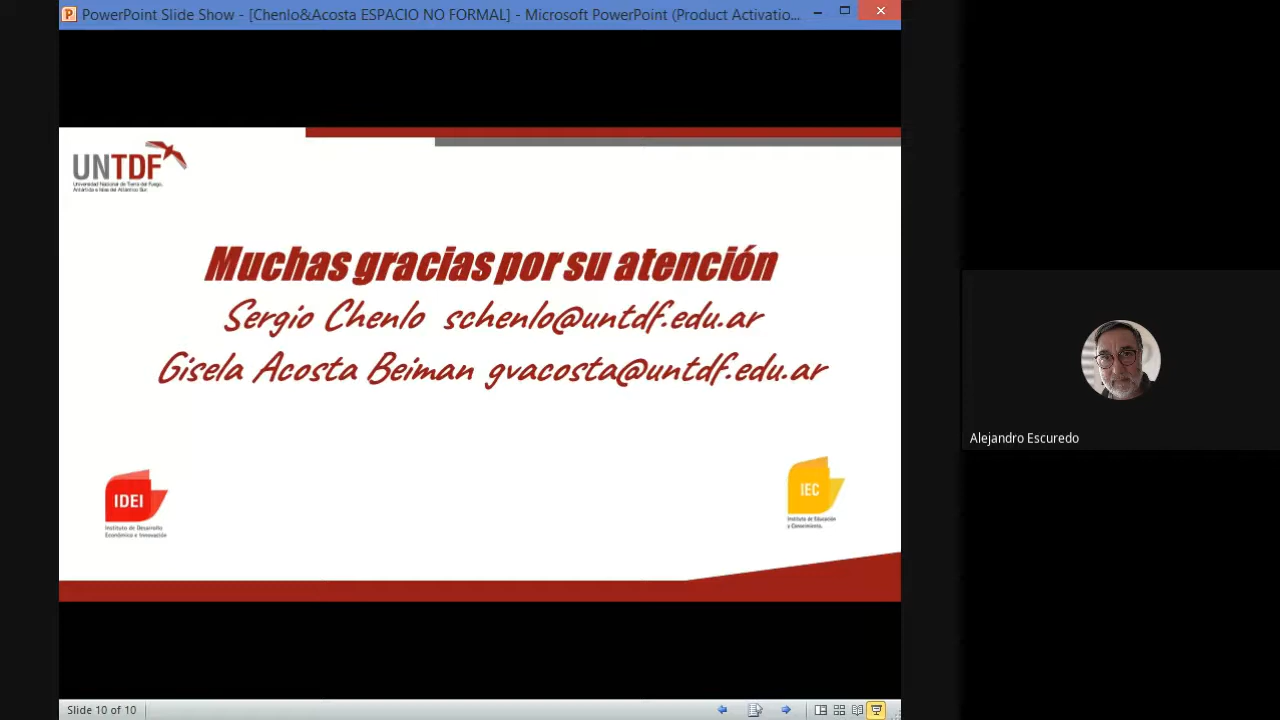 PowerPoint Slide Show - [Chenlo&Acosta ESPACIO NO FORMAL] - Microsoft PowerPoint (Product Activatio...
UNTDF
Universidad Nacional de Tierra del Fuego,
Antártida e Islas del Atlántico Sur.
Muchas gracias por su atención
Sergio Chenlo schenlo@untdf.edu.ar
Gisela Acosta Beiman gvacosta@untdf.edu.ar
IDEI
Instituto de Desarrollo
Económico e Innovación
IEC
Instituto de Educación
y Conocimiento.
Alejandro Escuredo
Slide 10 of 10